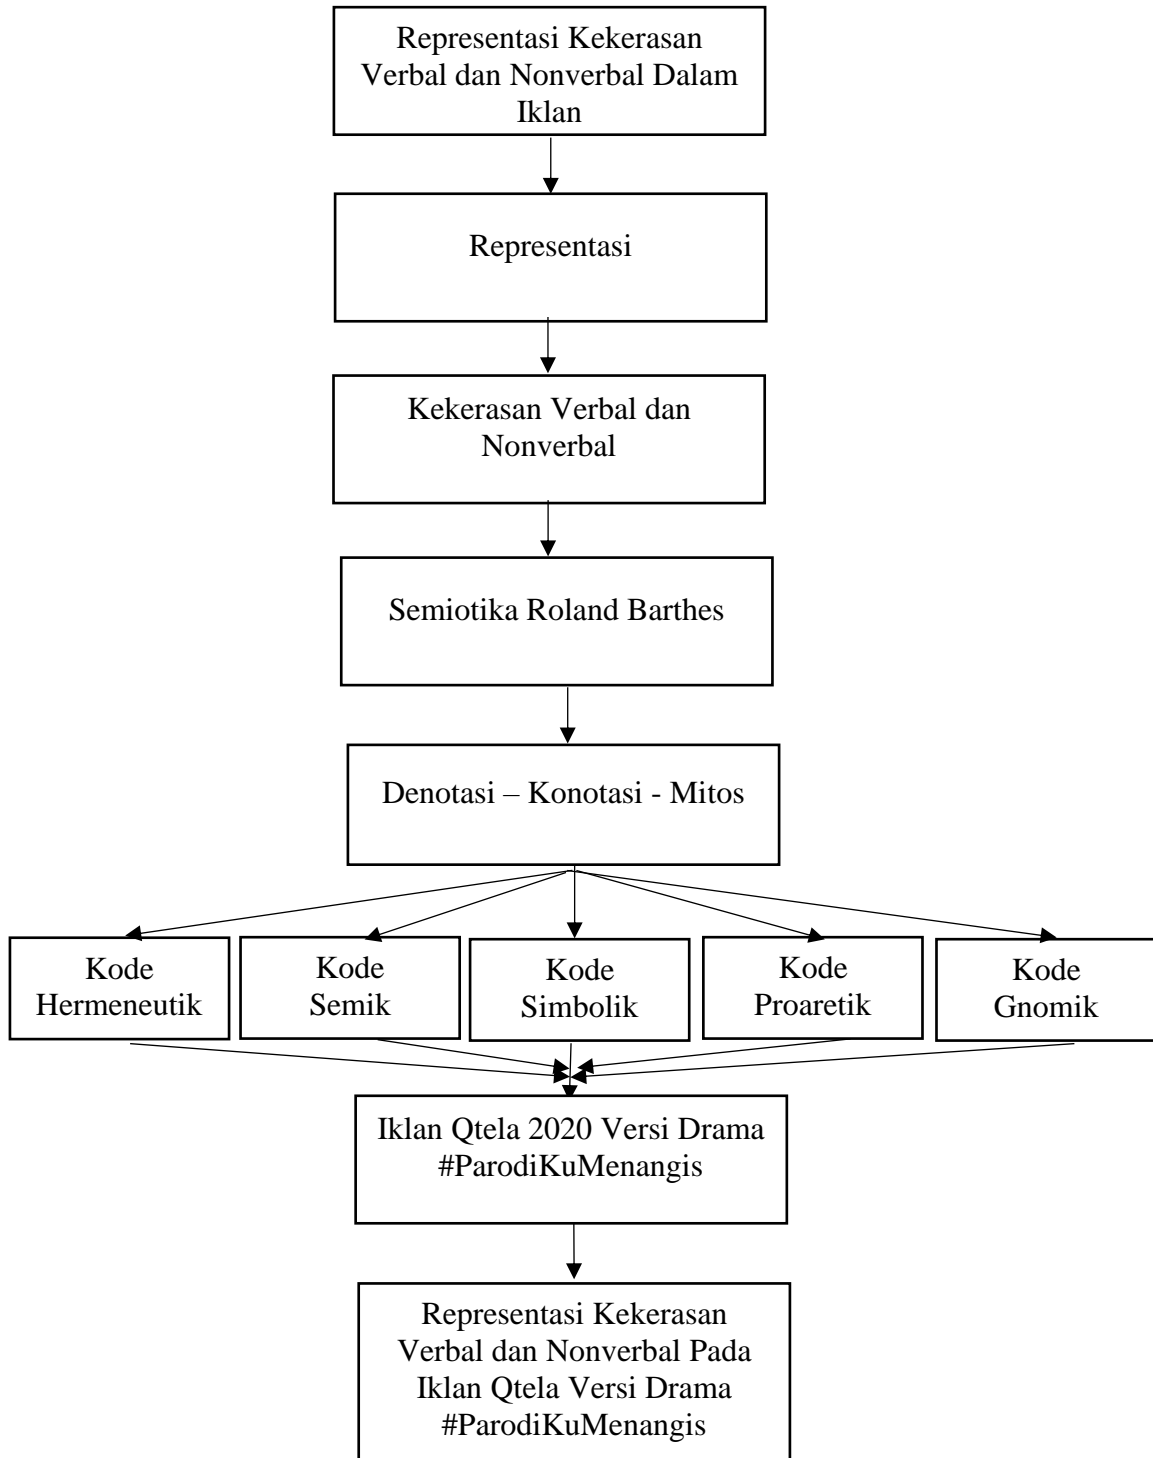 Representasi Kekerasan
Verbal dan Nonverbal Dalam
Iklan
Representasi
Kekerasan Verbal dan
Nonverbal
Semiotika Roland Barthes
Denotasi – Konotasi - Mitos
Kode
Hermeneutik
Kode
Semik
Kode
Simbolik
Kode
Proaretik
Kode
Gnomik
Iklan Qtela 2020 Versi Drama
#ParodiKuMenangis
Representasi Kekerasan
Verbal dan Nonverbal Pada
Iklan Qtela Versi Drama
#ParodiKuMenangis